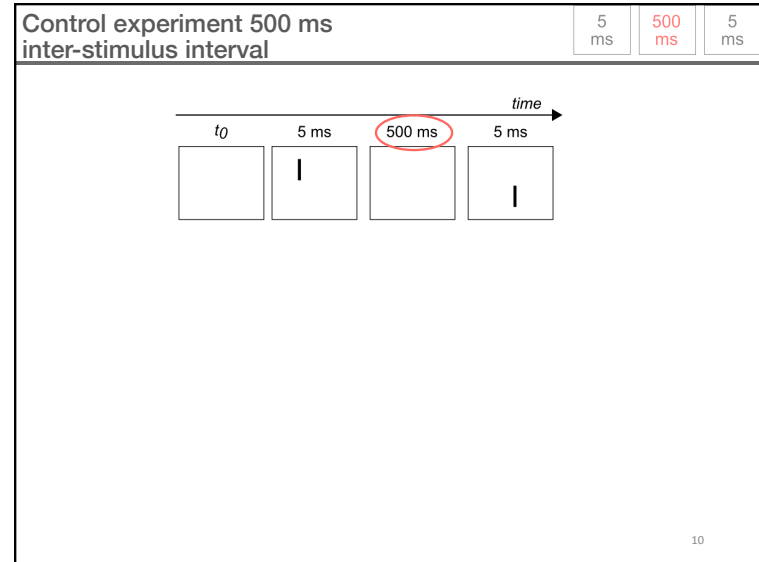 Control experiment 500 ms
inter-stimulus interval
5
ms
500
ms
5
ms
time
t0 5 ms 500 ms 5 ms
10